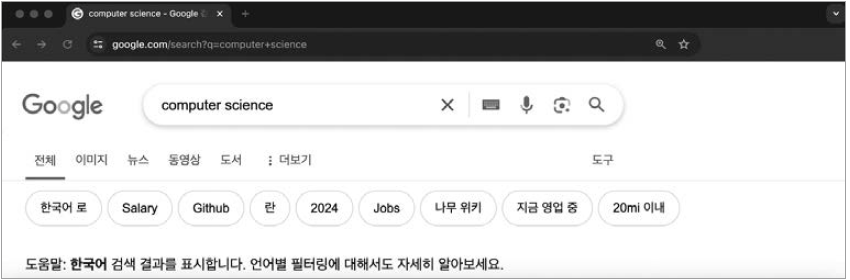 computer science - Google
google.com/search?q=computer+science
Google
computer science
전체 이미지 뉴스 동영상 도서 더보기 도구
한국어 로 Salary Github 란 2024 Jobs 나무 위키 지금 영업 중 20mi 이내
도움말: 한국어 검색 결과를 표시합니다. 언어별 필터링에 대해서도 자세히 알아보세요.